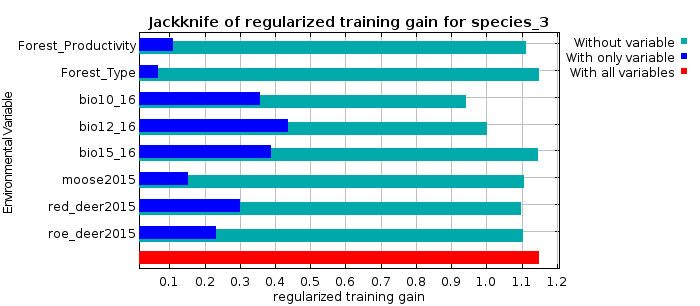 Jackknife of regularized training gain for species_3
Environmental Variable
Forest_Productivity
Forest_Type
bio10_16
bio12_16
bio15_16
moose2015
red_deer2015
roe_deer2015
0.1 0.2 0.3 0.4 0.5 0.6 0.7 0.8 0.9 1.0 1.1 1.2
regularized training gain
Without variable
With only variable
With all variables